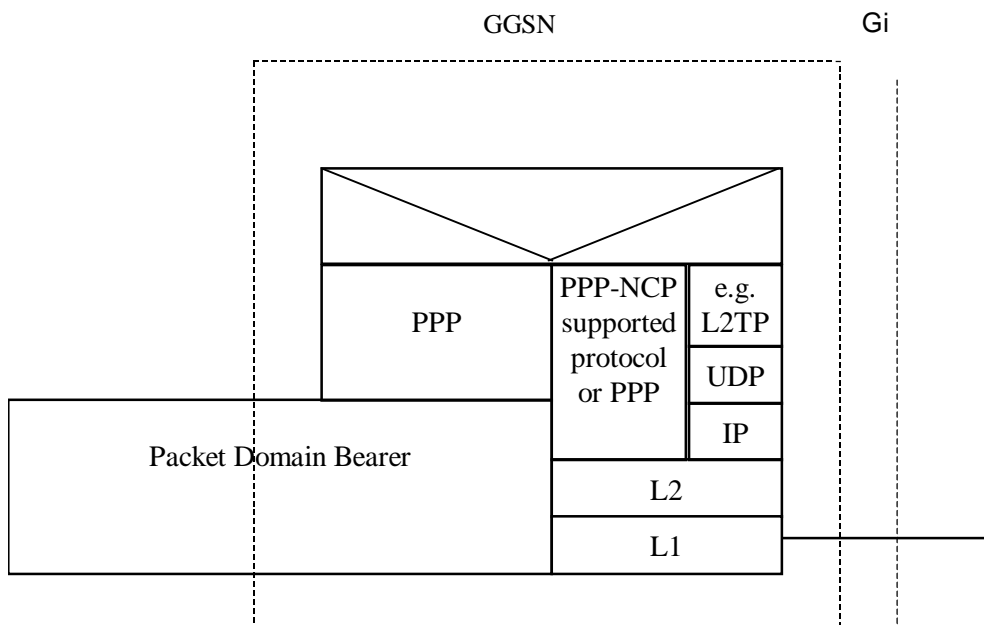 GGSN
Gi
PPP
PPP-NCP
supported
protocol
or PPP
e.g.
L2TP
UDP
IP
Packet Domain Bearer
L2
L1